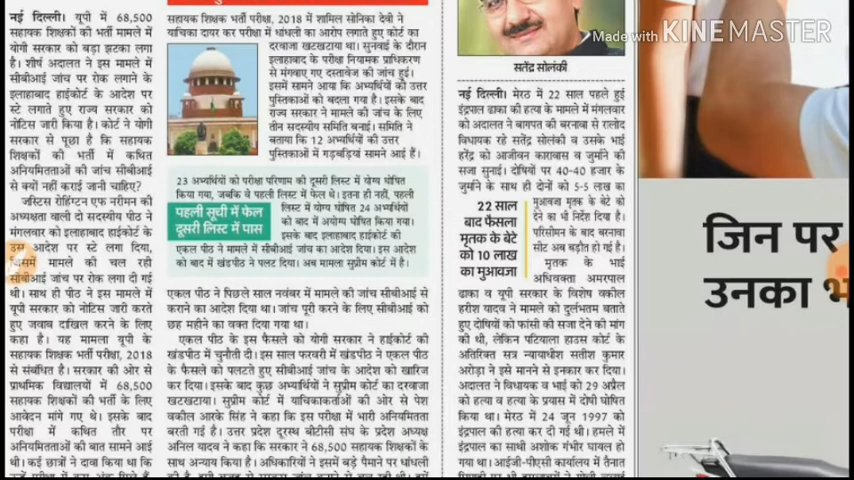 नई दिल्ली। यूपी में 68,500
सहायक शिक्षकों की भर्ती मामले में
योगी सरकार को बड़ा झटका लगा
है। शीर्ष अदालत ने इस मामले में
सीबीआई जांच पर रोक लगाने के
इलाहाबाद हाईकोर्ट के आदेश पर
स्टे लगाते हुए राज्य सरकार को
नोटिस जारी किया है। कोर्ट ने योगी
सरकार से पूछा है कि सहायक
शिक्षकों की भर्ती में कथित
अनियमितताओं की जांच सीबीआई
से क्यों नहीं कराई जानी चाहिए?
जस्टिस रोहिंग्टन एफ नरीमन की
अध्यक्षता वाली दो सदस्यीय पीठ ने
मंगलवार को इलाहाबाद हाईकोर्ट के
उस आदेश पर स्टे लगा दिया,
जिसमें मामले की चल रही
सीबीआई जांच पर रोक लगा दी गई
थी। साथ ही पीठ ने इस मामले में
यूपी सरकार को नोटिस जारी करते
हुए जवाब दाखिल करने के लिए
कहा है। यह मामला यूपी के
सहायक शिक्षक भर्ती परीक्षा, 2018
से संबंधित है। सरकार की ओर से
प्राथमिक विद्यालयों में 68,500
सहायक शिक्षकों की भर्ती के लिए
आवेदन मांगे गए थे। इसके बाद
परीक्षा में कथित तौर पर
अनियमितताओं की बात सामने आई
थी। कई छात्रों ने दावा किया था कि
सहायक शिक्षक भर्ती परीक्षा, 2018 में शामिल सोनिका देवी ने
याचिका दायर कर परीक्षा में धांधली का आरोप लगाते हुए कोर्ट का
दरवाजा खटखटाया था। सुनवाई के दौरान
इलाहाबाद के परीक्षा नियामक प्राधिकरण
से मंगवाए गए दस्तावेज की जांच हुई।
इसमें सामने आया कि अभ्यर्थियों की उत्तर
पुस्तिकाओं को बदला गया है। इसके बाद
राज्य सरकार ने मामले की जांच के लिए
तीन सदस्यीय समिति बनाई। समिति ने
बताया कि 12 अभ्यर्थियों की उत्तर
पुस्तिकाओं में गड़बड़ियां सामने आई हैं।
23 अभ्यर्थियों को परीक्षा परिणाम की दूसरी लिस्ट में योग्य घोषित
किया गया, जबकि वे पहली लिस्ट में फेल थे। इतना ही नहीं, पहली
पहली सूची में फेल
दूसरी लिस्ट में पास
लिस्ट में योग्य घोषित 24 अभ्यर्थियों
को बाद में अयोग्य घोषित किया गया।
इसके बाद इलाहाबाद हाईकोर्ट की
एकल पीठ ने मामले में सीबीआई जांच का आदेश दिया। इस आदेश
को बाद में खंडपीठ ने पलट दिया। अब मामला सुप्रीम कोर्ट में है।
एकल पीठ ने पिछले साल नवंबर में मामले की जांच सीबीआई से
कराने का आदेश दिया था। जांच पूरी करने के लिए सीबीआई को
छह महीने का वक्त दिया गया था।
एकल पीठ के इस फैसले को योगी सरकार ने हाईकोर्ट की
खंडपीठ में चुनौती दी। इस साल फरवरी में खंडपीठ ने एकल पीठ
के फैसले को पलटते हुए सीबीआई जांच के आदेश को खारिज
कर दिया। इसके बाद कुछ अभ्यर्थियों ने सुप्रीम कोर्ट का दरवाजा
खटखटाया। सुप्रीम कोर्ट में याचिकाकर्ताओं की ओर से पेश
वकील आरके सिंह ने कहा कि इस परीक्षा में भारी अनियमितता
बरती गई है। उत्तर प्रदेश दूरस्थ बीटीसी संघ के प्रदेश अध्यक्ष
अनिल यादव ने कहा कि सरकार ने 68,500 सहायक शिक्षकों के
साथ अन्याय किया है। अधिकारियों ने इसमें बड़े पैमाने पर धांधली
सतेंद्र सोलंकी
नई दिल्ली। मेरठ में 22 साल पहले हुई
इंद्रपाल ढाका की हत्या के मामले में मंगलवार
को अदालत ने बागपत की बरनावा से रालोद
विधायक रहे सतेंद्र सोलंकी व उसके भाई
हरेंद्र को आजीवन कारावास व जुर्माने की
सजा सुनाई। दोषियों पर 40-40 हजार के
जुर्माने के साथ ही दोनों को 5-5 लाख का
22 साल
बाद फैसला
मृतक के बेटे
को 10 लाख
का मुआवजा
मुआवजा मृतक के बेटे को
देने का भी निर्देश दिया है।
परिसीमन के बाद बरनावा
सीट अब बड़ौत हो गई है।
मृतक के भाई
अधिवक्ता अमरपाल
ढाका व यूपी सरकार के विशेष वकील
हरीश यादव ने मामले को दुर्लभतम बताते
हुए दोषियों को फांसी की सजा देने की मांग
की थी, लेकिन पटियाला हाउस कोर्ट के
अतिरिक्त सत्र न्यायाधीश सतीश कुमार
अरोड़ा ने इसे मानने से इनकार कर दिया।
अदालत ने विधायक व भाई को 29 अप्रैल
को हत्या व हत्या के प्रयास में दोषी घोषित
किया था। मेरठ में 24 जून 1997 को
इंद्रपाल की हत्या कर दी गई थी। हमले में
इंद्रपाल का साथी अशोक गंभीर घायल हो
गया था। आईजी-पीएसी कार्यालय में तैनात
Made with KINEMASTER
जिन पर
उनका